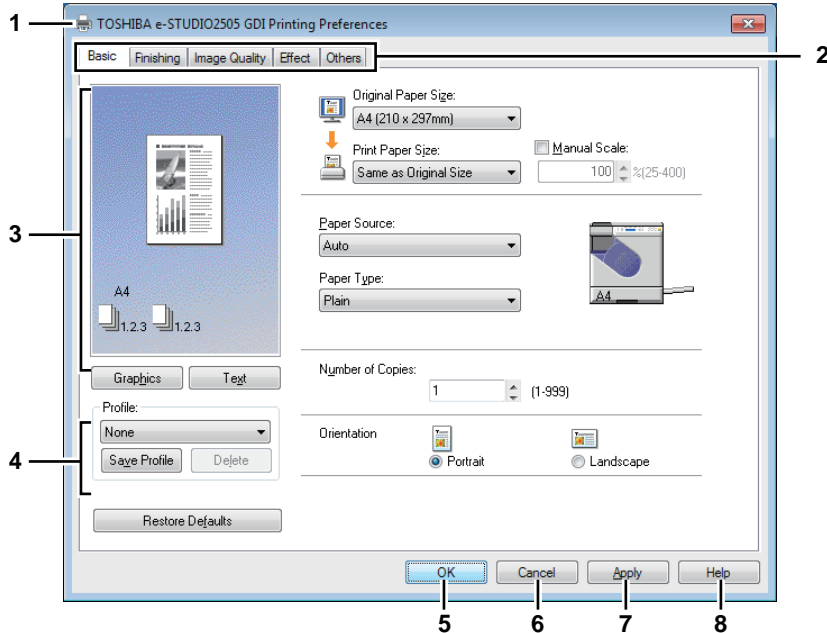 1
TOSHIBA e-STUDIO2505 GDI Printing Preferences
Basic Finishing Image Quality Effect Others
2
3
A4
1.2.3 1.2.3
Graphics Text
4
Profile:
None
Save Profile Delete
Restore Defaults
Original Paper Size:
A4 (210 x 297mm)
Print Paper Size:
Same as Original Size
Manual Scale:
100 %(25-400)
Paper Source:
Auto
Paper Type:
Plain
A4
Number of Copies:
1 (1-999)
Orientation
Portrait Landscape
OK Cancel Apply Help
5 6 7 8